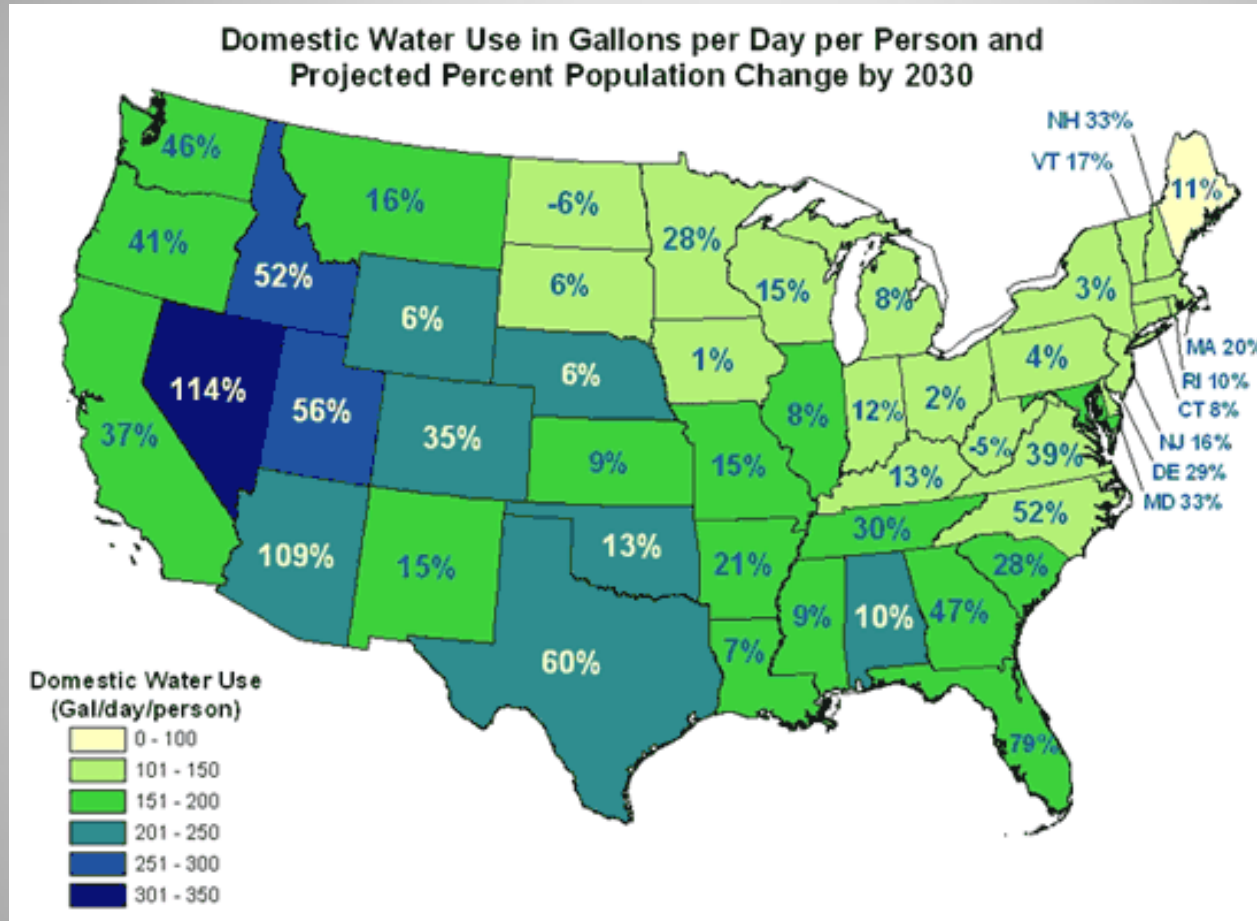 Domestic Water Use in Gallons per Day per Person and
Projected Percent Population Change by 2030
NH 33%
VT 17%
46%
16%
-6%
28%
11%
41%
52%
6%
6%
15%
8%
3%
114%
56%
35%
6%
1%
4%
MA 20%
RI 10%
CT 8%
37%
9%
15%
8%
12%
2%
-5%
39%
NJ 16%
DE 29%
MD 33%
13%
52%
109%
15%
13%
21%
30%
28%
60%
7%
9%
10%
47%
79%
Domestic Water Use
(Gal/day/person)
0 - 100
101 - 150
151 - 200
201 - 250
251 - 300
301 - 350